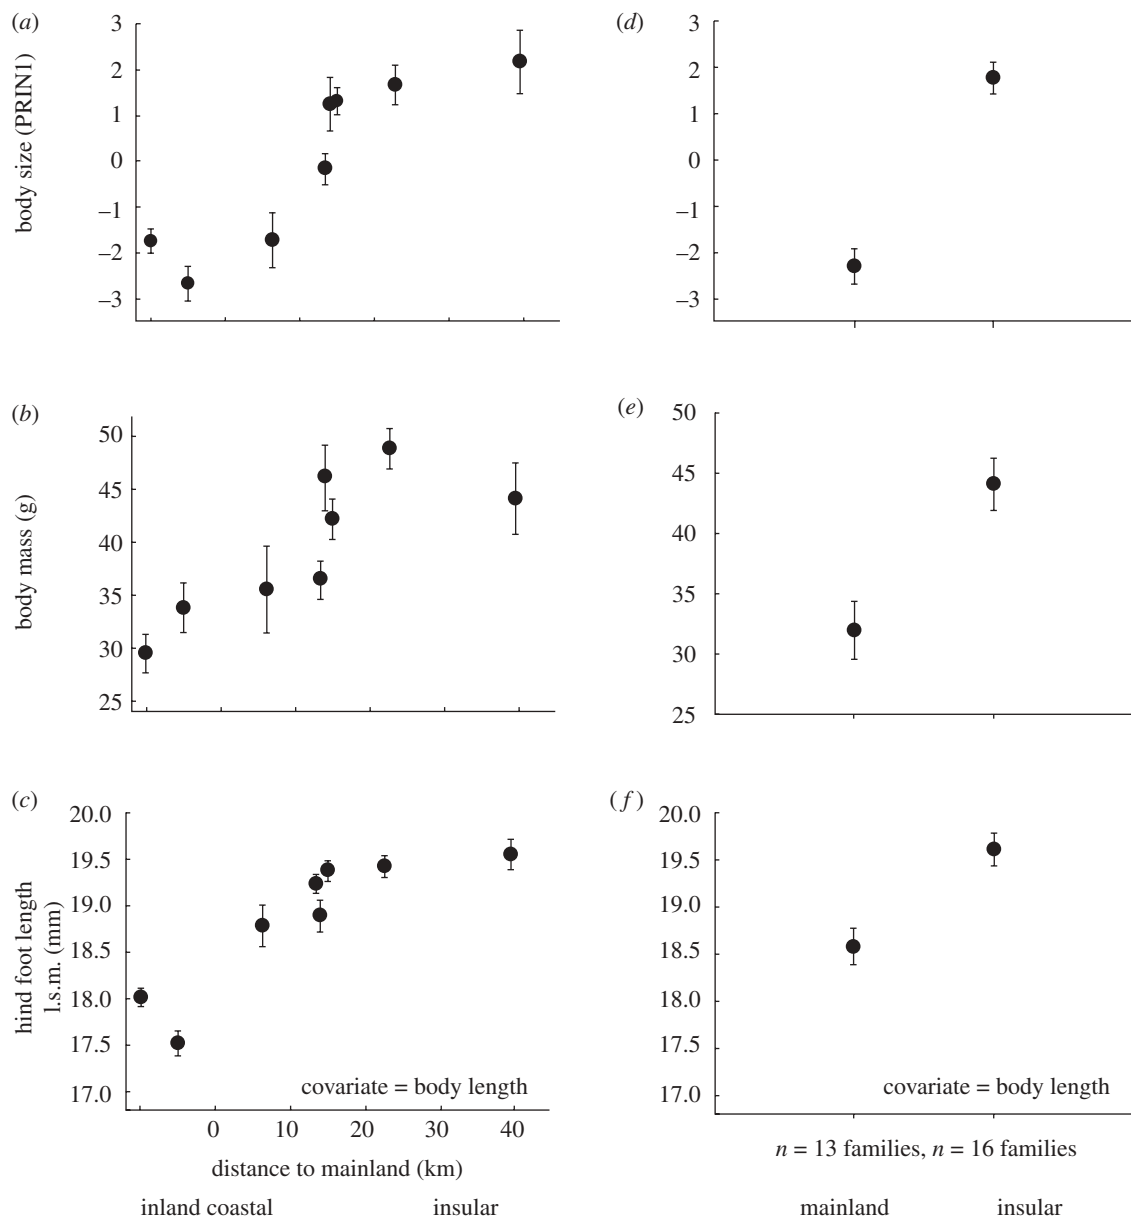 (a)
3
2
1
0
–1
–2
–3
body size (PRIN1)
(d)
3
2
1
0
–1
–2
–3
(b)
50
45
40
35
30
25
body mass (g)
(e)
50
45
40
35
30
25
(c)
20.0
19.5
19.0
18.5
18.0
17.5
17.0
hind foot length
l.s.m. (mm)
covariate = body length
0 10 20 30 40
distance to mainland (km)
inland coastal insular
(f)
20.0
19.5
19.0
18.5
18.0
17.5
17.0
covariate = body length
n = 13 families, n = 16 families
mainland insular